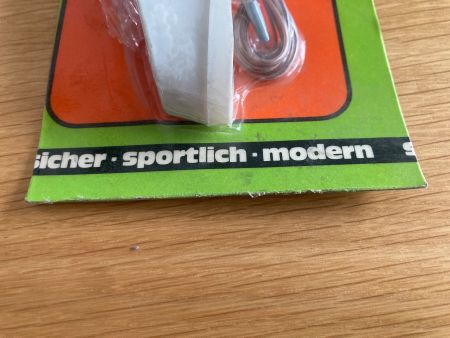 sicher · sportlich · modern s